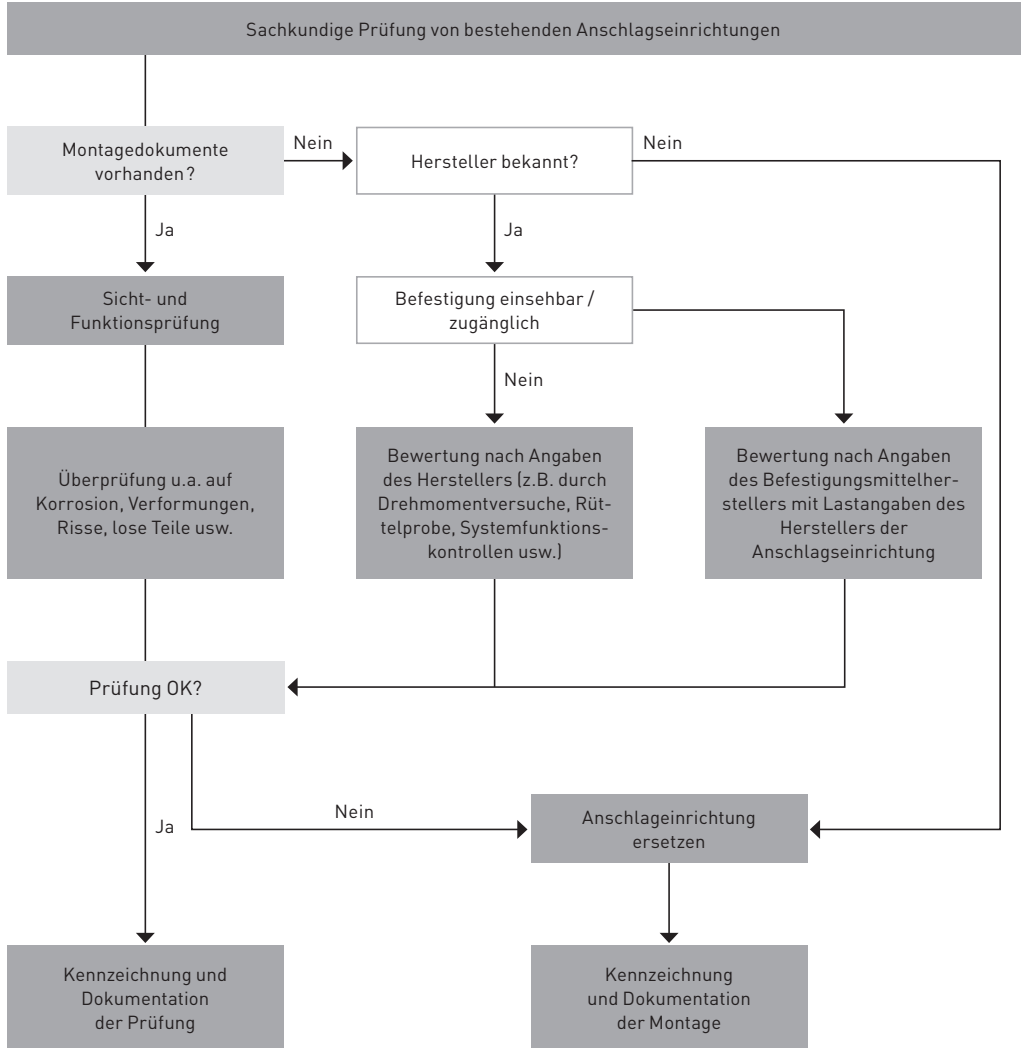 Sachkundige Prüfung von bestehenden Anschlagseinrichtungen
Montagedokumente
vorhanden?
Nein
Hersteller bekannt?
Nein
Ja
Ja
Sicht- und
Funktionsprüfung
Befestigung einsehbar /
zugänglich
Nein
Überprüfung u.a. auf
Korrosion, Verformungen,
Risse, lose Teile usw.
Bewertung nach Angaben
des Herstellers (z.B. durch
Drehmomentversuche, Rüt-
telprobe, Systemfunktions-
kontrollen usw.)
Bewertung nach Angaben
des Befestigungsmittelher-
stellers mit Lastangaben des
Herstellers der
Anschlagseinrichtung
Prüfung OK?
Ja
Nein
Anschlageinrichtung
ersetzen
Kennzeichnung und
Dokumentation
der Prüfung
Kennzeichnung
und Dokumentation
der Montage